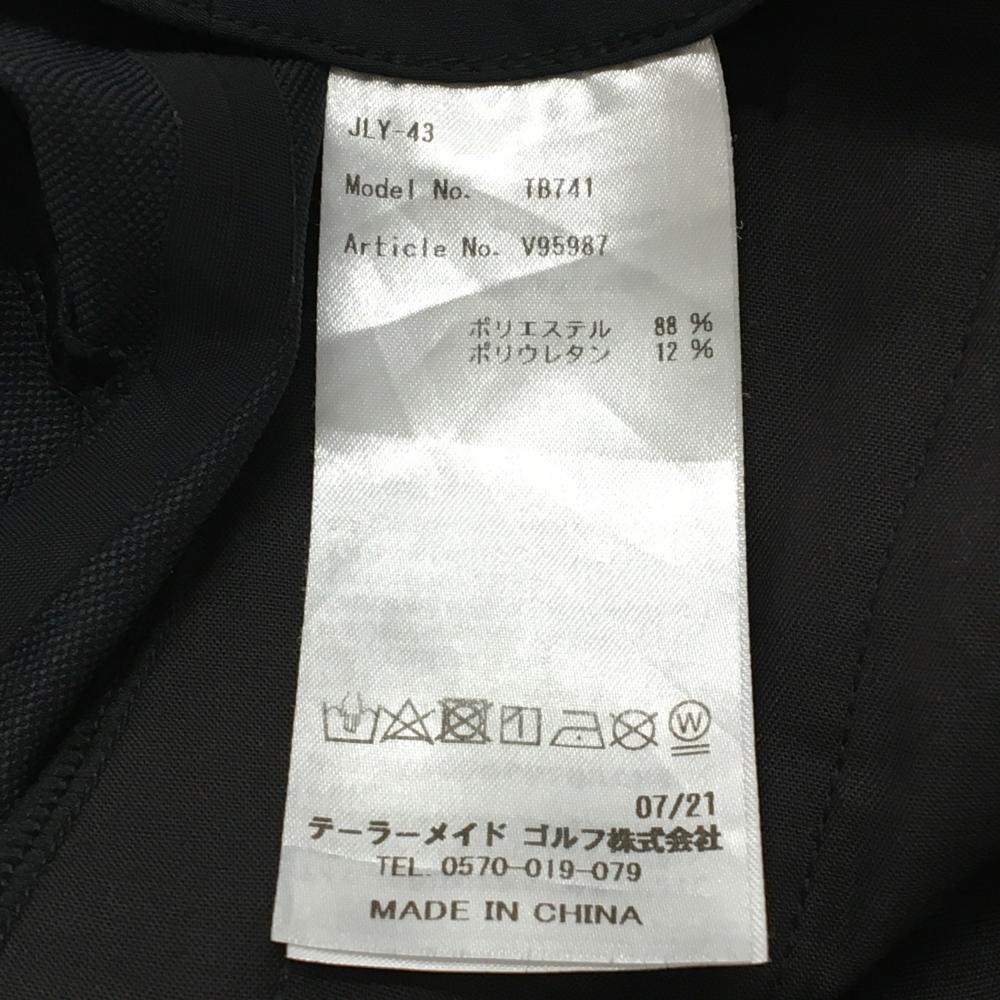 JLY-43
Model No. TB741
Article No. V95987
ポリエステル 88 %
ポリウレタン 12 %
W
07/21
テーラーメイド ゴルフ株式会社
TEL. 0570-019-079
MADE IN CHINA